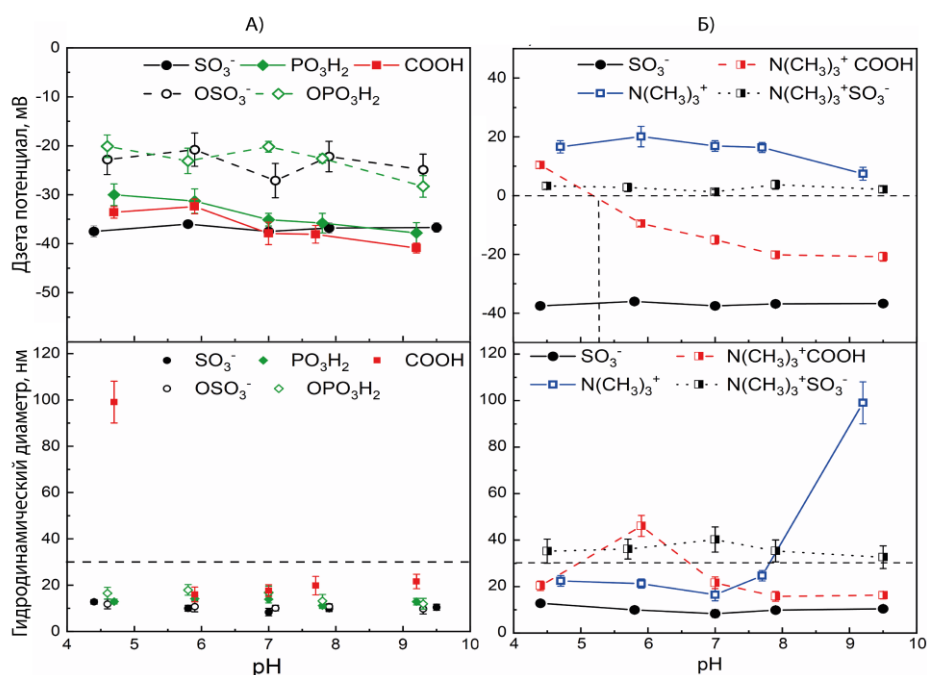 А)
Б)
Дзета потенциал, мВ
0
-10
-20
-30
-40
-50
SO₃⁻ PO₃H₂ COOH
OSO₃⁻ OPO₃H₂
40
20
0
-20
-40
SO₃⁻ N(CH₃)₃⁺ COOH
N(CH₃)₃⁺ N(CH₃)₃⁺SO₃⁻
Гидродинамический диаметр, нм
120
100
80
60
40
20
0
SO₃⁻ PO₃H₂ COOH
OSO₃⁻ OPO₃H₂
4 5 6 7 8 9 10
pH
120
100
80
60
40
20
0
SO₃⁻ N(CH₃)₃⁺COOH
N(CH₃)₃⁺ N(CH₃)₃⁺SO₃⁻
5 6 7 8 9 10
pH